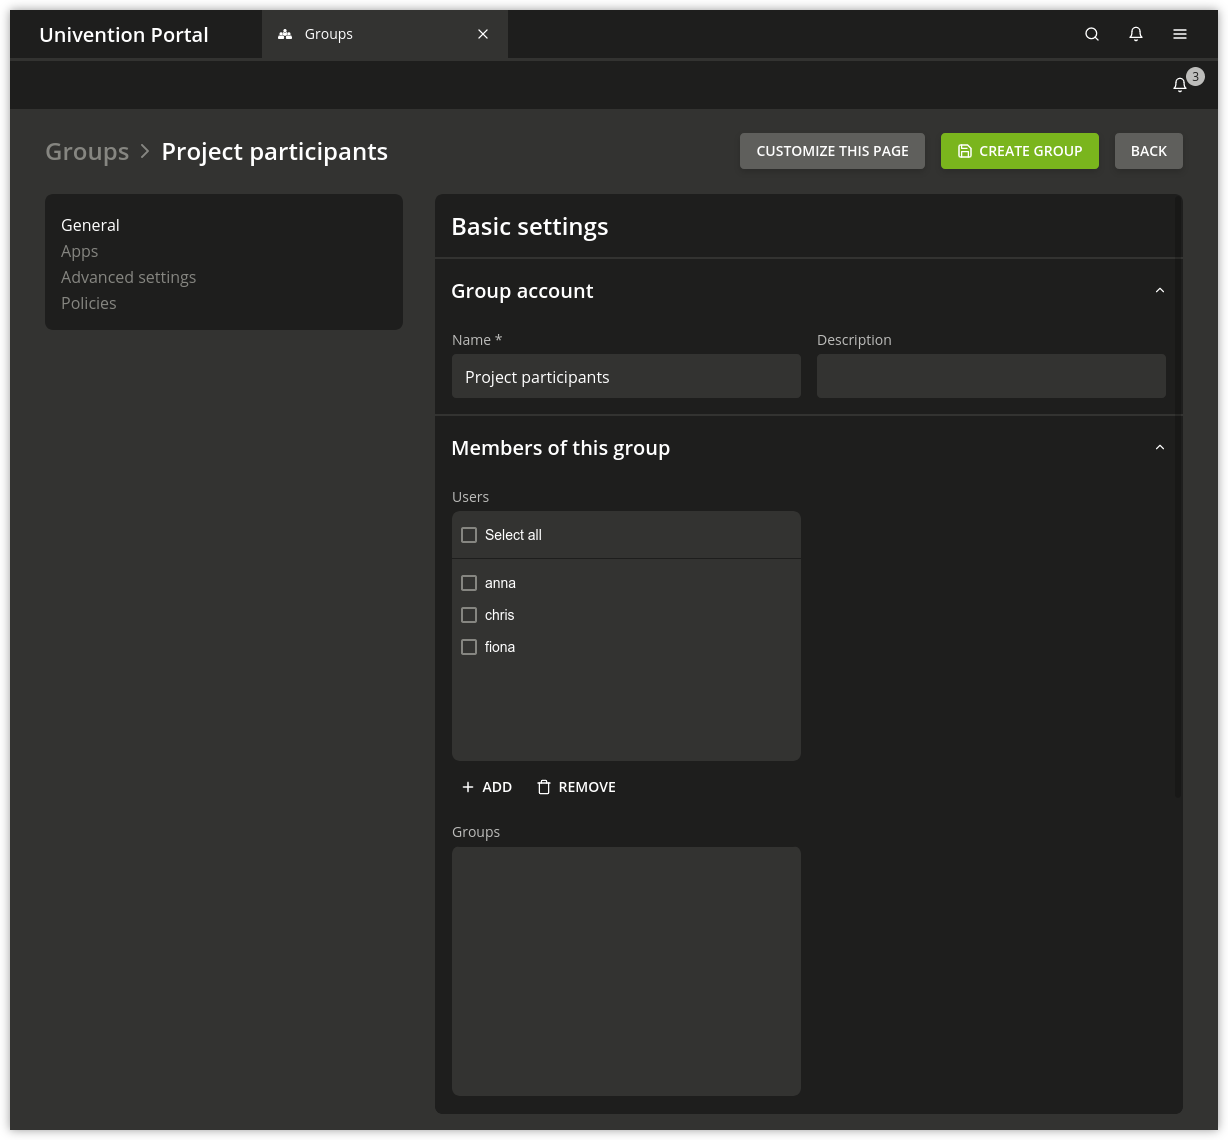 Univention Portal
Groups
3
Groups > Project participants
CUSTOMIZE THIS PAGE
CREATE GROUP
BACK
General
Apps
Advanced settings
Policies
Basic settings
Group account
Name *
Description
Project participants
Members of this group
Users
Select all
anna
chris
fiona
ADD
REMOVE
Groups